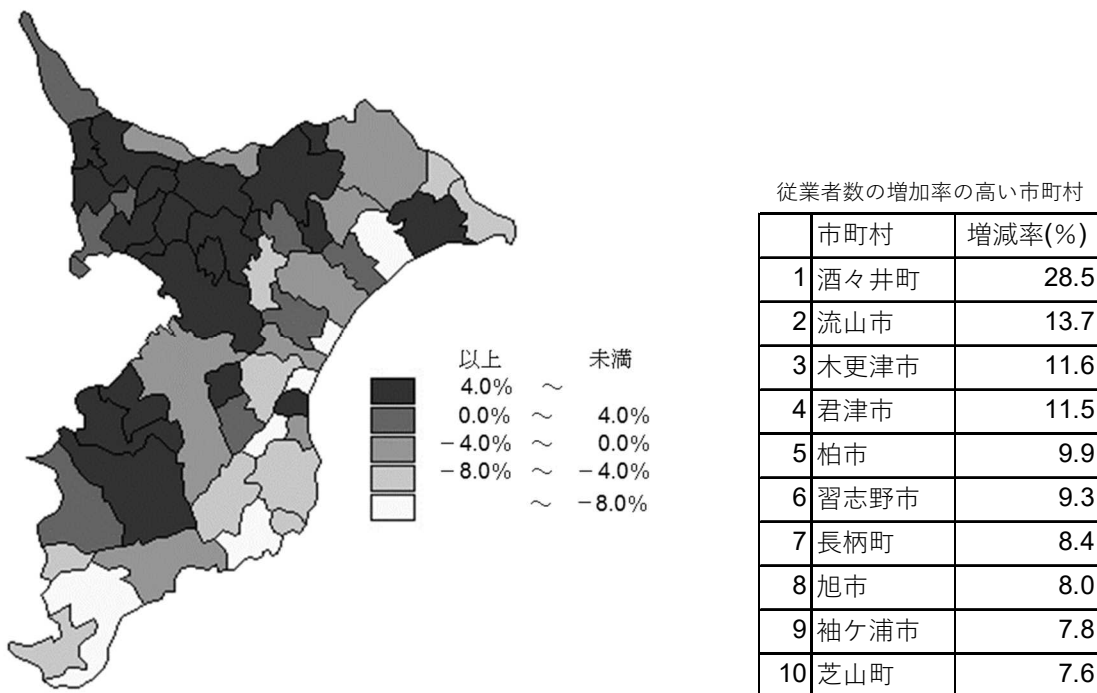 以上 未満
4.0% ～
0.0% ～ 4.0%
－4.0% ～ 0.0%
－8.0% ～ －4.0%
～ －8.0%
従業者数の増加率の高い市町村
市町村 増減率(%)
1 酒々井町 28.5
2 流山市 13.7
3 木更津市 11.6
4 君津市 11.5
5 柏市 9.9
6 習志野市 9.3
7 長柄町 8.4
8 旭市 8.0
9 袖ケ浦市 7.8
10 芝山町 7.6